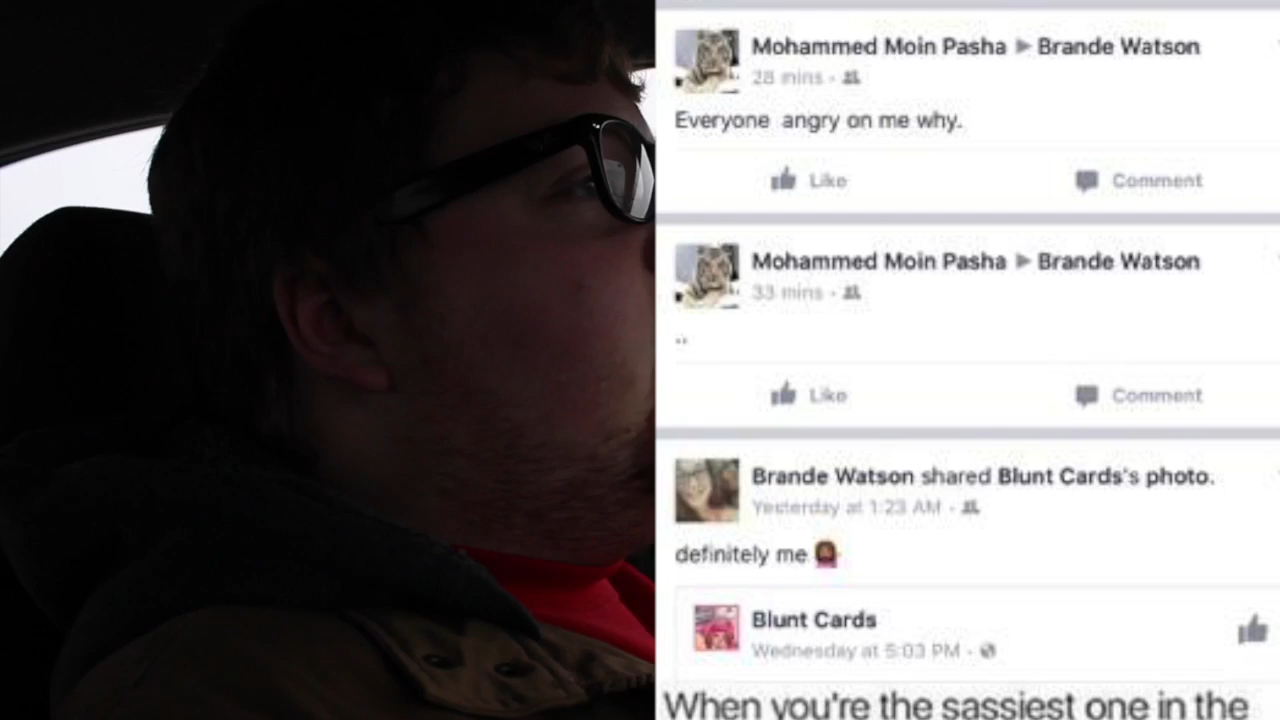 Mohammed Moin Pasha ▶ Brande Watson
28 mins ·
Everyone angry on me why.
Like Comment
Mohammed Moin Pasha ▶ Brande Watson
33 mins ·
..
Like Comment
Brande Watson shared Blunt Cards's photo.
Yesterday at 1:23 AM ·
definitely me
Blunt Cards
Wednesday at 5:03 PM ·
When you're the sassiest one in the